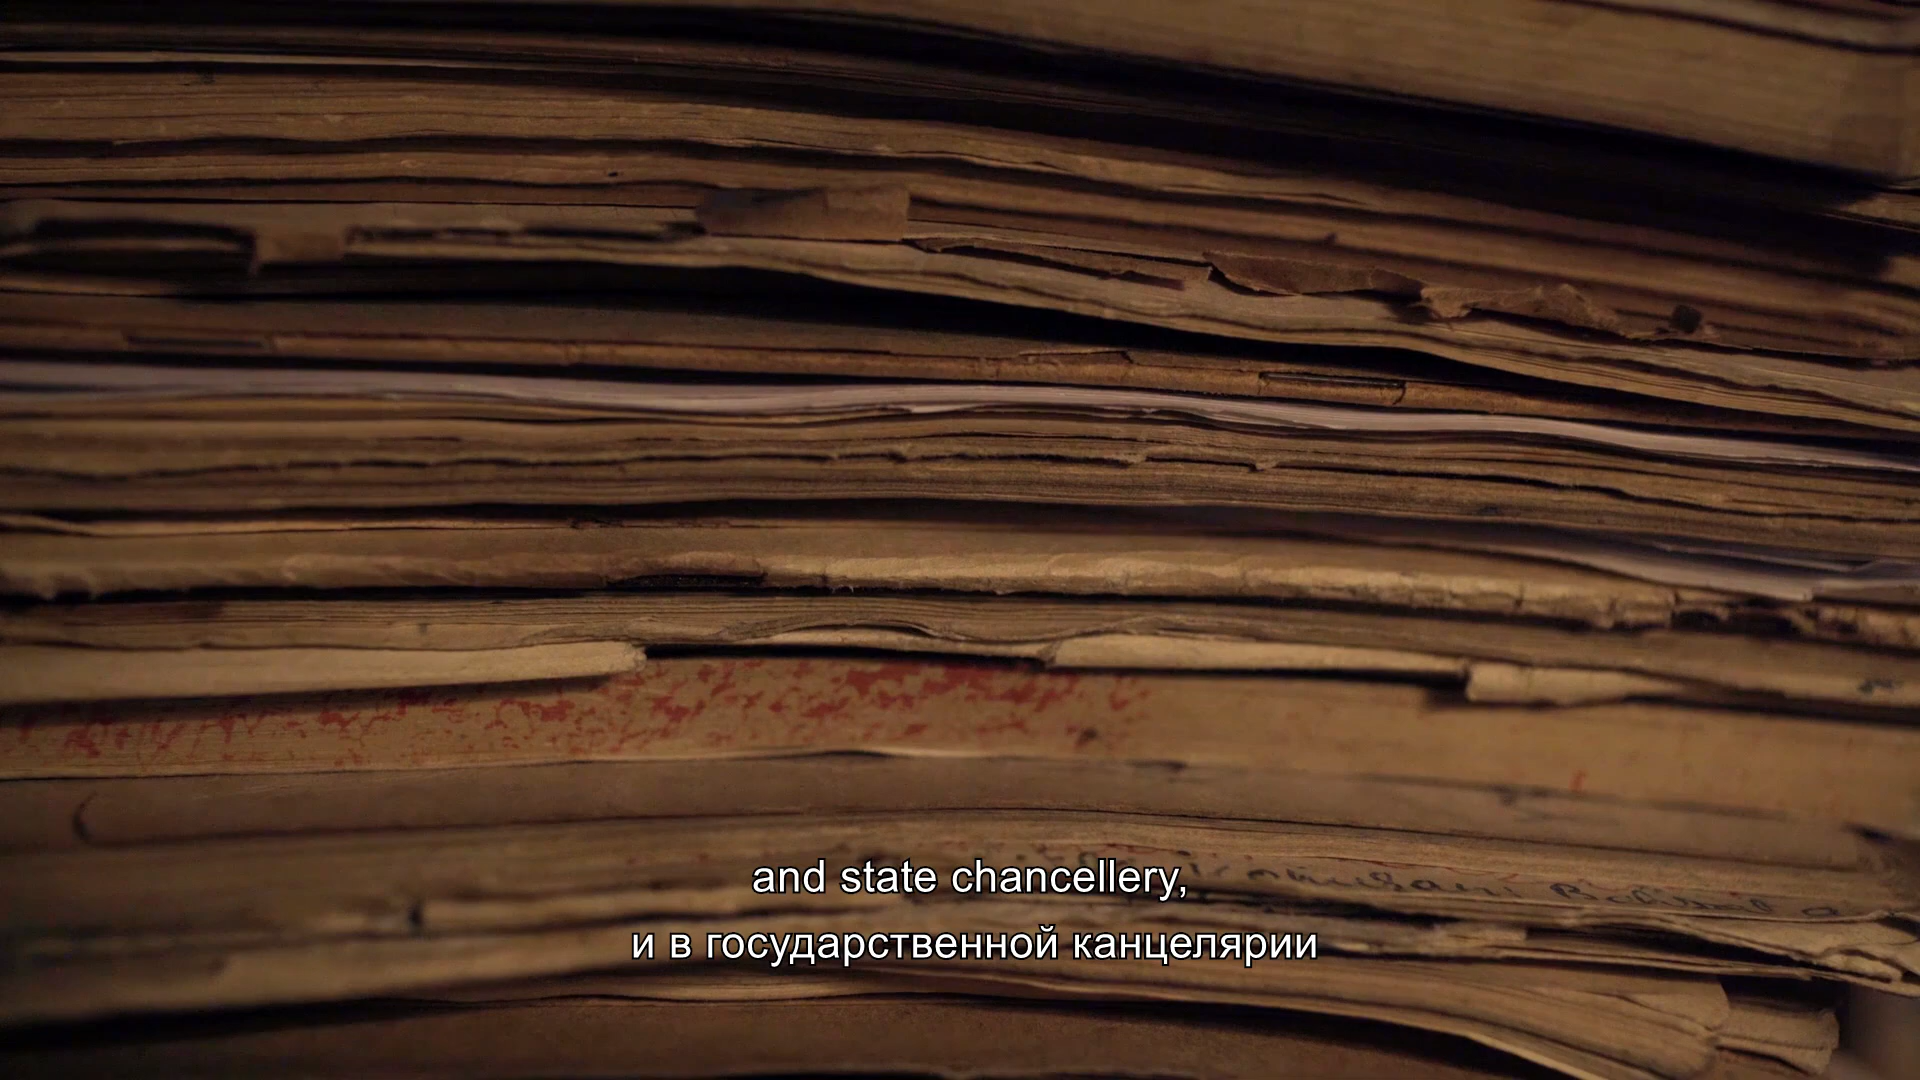 and state chancellery,
и в государственной канцелярии